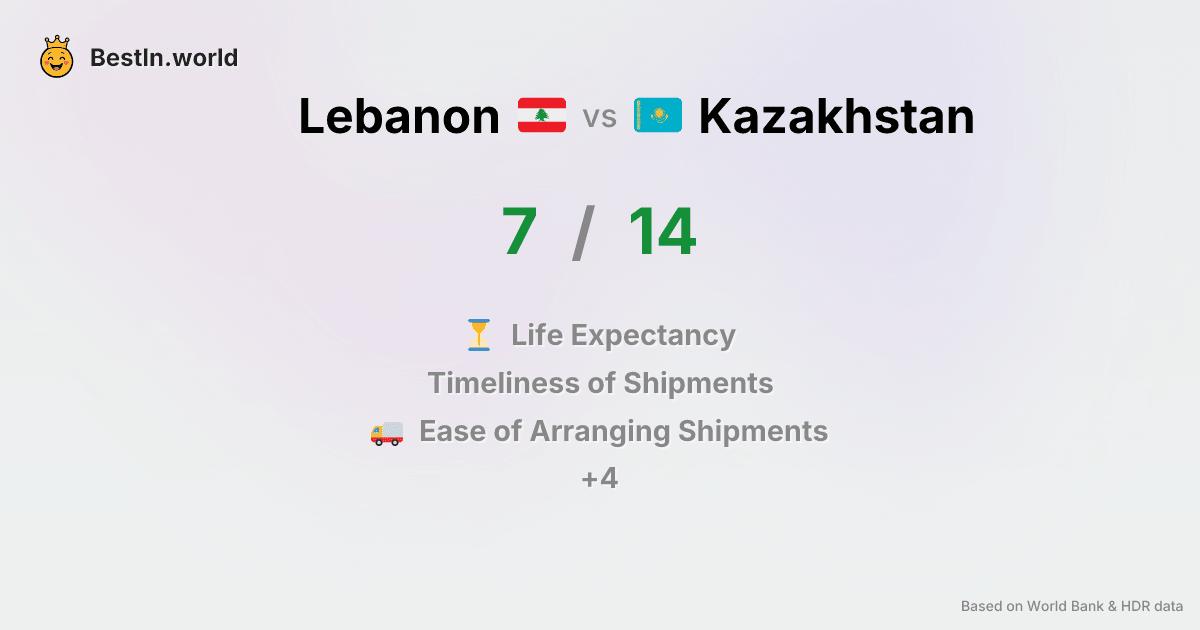 BestIn.world
Lebanon vs Kazakhstan
7 / 14
Life Expectancy
Timeliness of Shipments
Ease of Arranging Shipments
+4
Based on World Bank & HDR data